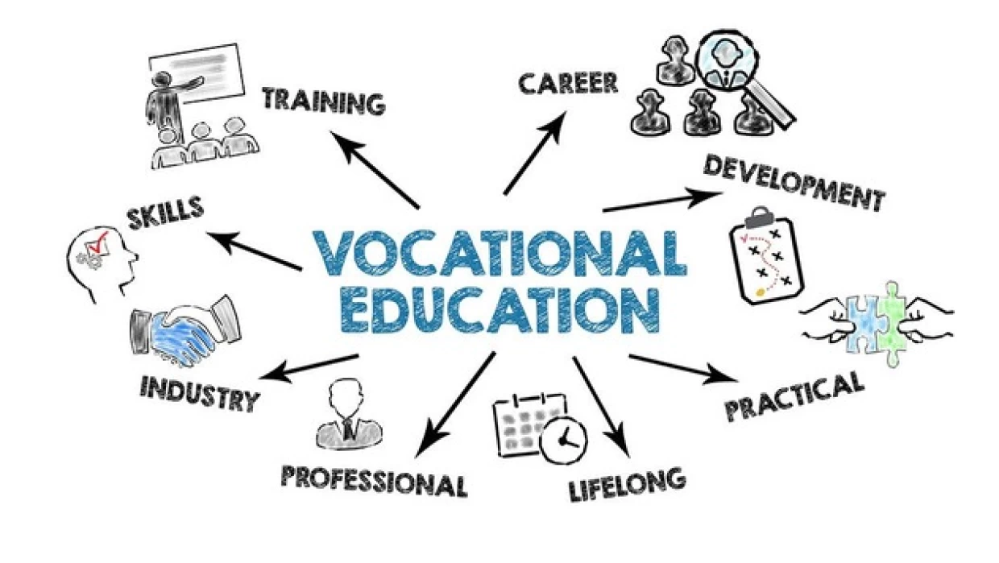 TRAINING
CAREER
DEVELOPMENT
SKILLS
VOCATIONAL
EDUCATION
INDUSTRY
PRACTICAL
PROFESSIONAL
LIFELONG